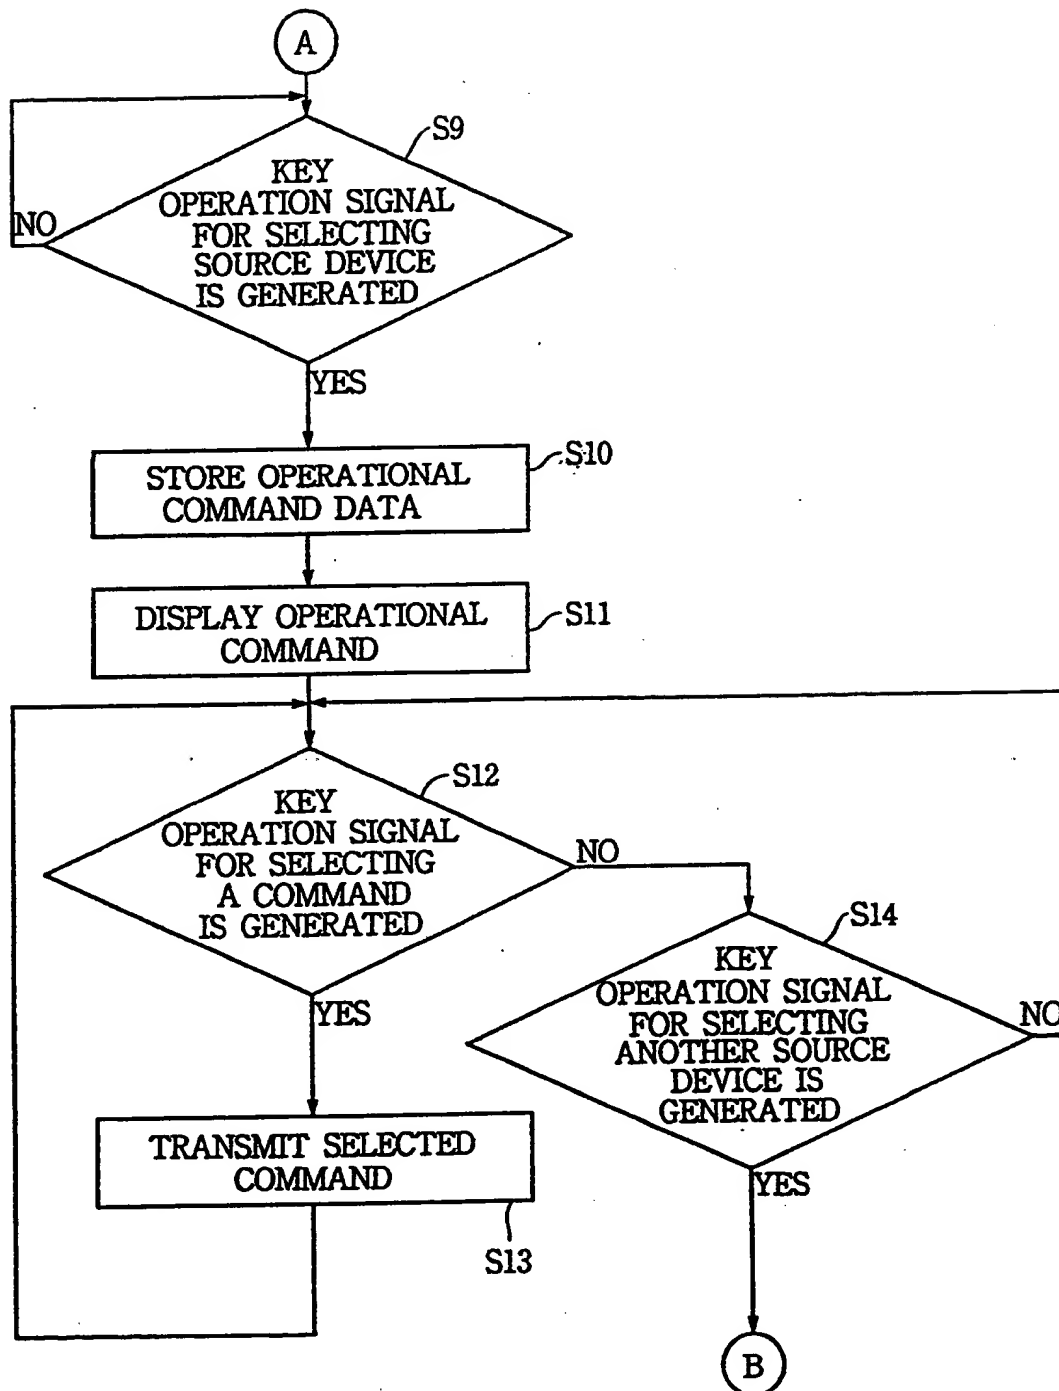 A
S9
KEY
OPERATION SIGNAL
FOR SELECTING
SOURCE DEVICE
IS GENERATED
NO
YES
S10
STORE OPERATIONAL
COMMAND DATA
S11
DISPLAY OPERATIONAL
COMMAND
S12
KEY
OPERATION SIGNAL
FOR SELECTING
A COMMAND
IS GENERATED
NO
YES
S14
KEY
OPERATION SIGNAL
FOR SELECTING
ANOTHER SOURCE
DEVICE IS
GENERATED
NO
YES
TRANSMIT SELECTED
COMMAND
S13
B